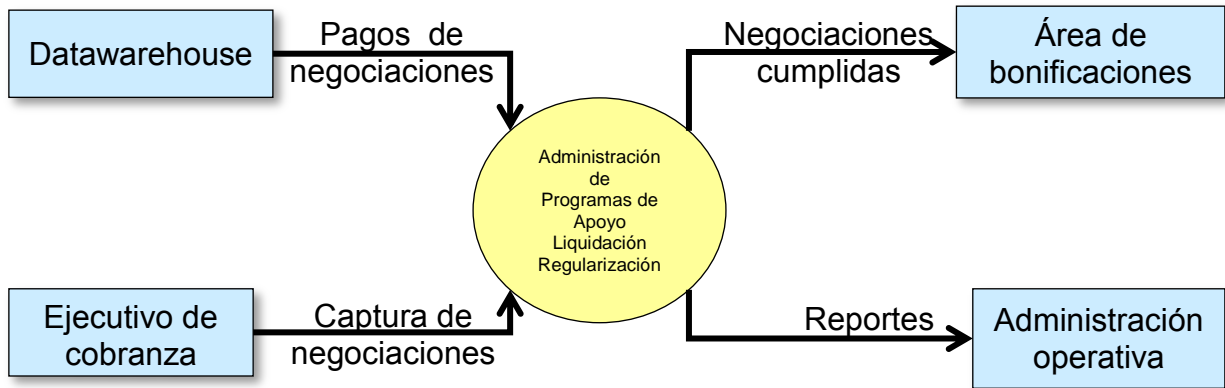 Datawarehouse
Pagos de
negociaciones
Negociaciones
cumplidas
Área de
bonificaciones
Administración
de
Programas de
Apoyo
Liquidación
Regularización
Ejecutivo de
cobranza
Captura de
negociaciones
Reportes
Administración
operativa